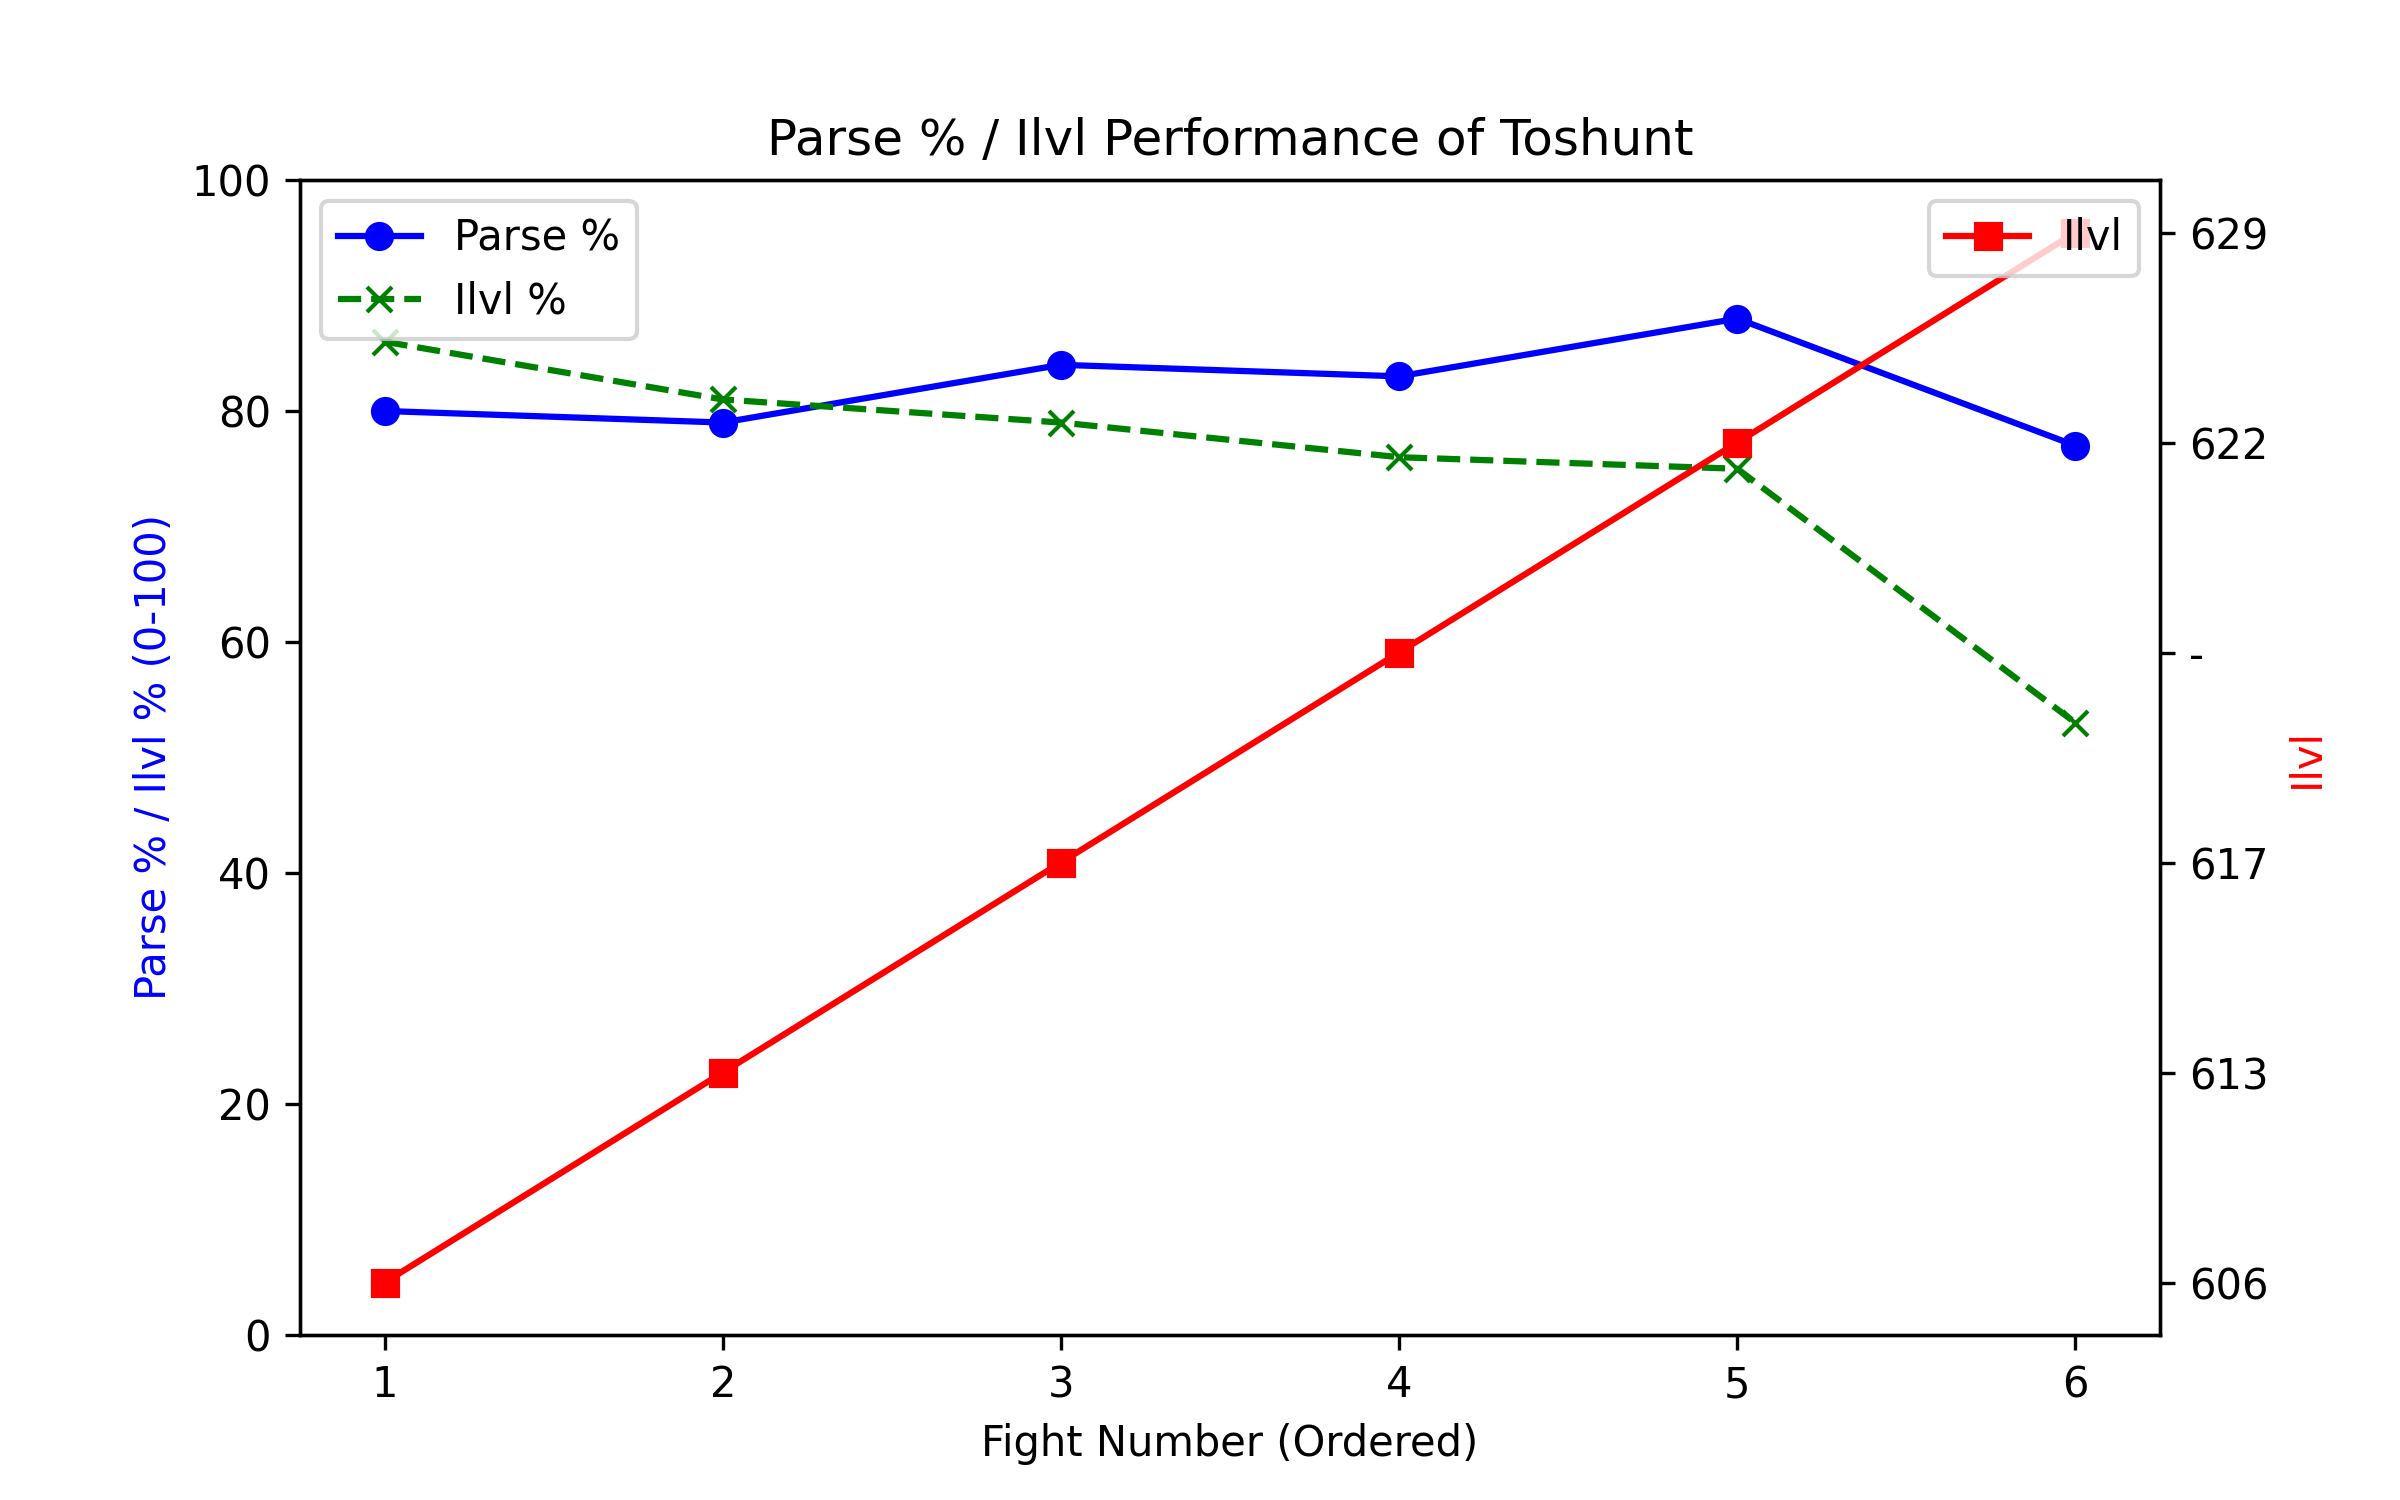 Parse % / Ilvl Performance of Toshunt
Parse %
Ilvl %
Ilvl
100
80
60
40
20
0
Parse % / Ilvl % (0-100)
629
622
-
617
613
606
Ilvl
1 2 3 4 5 6
Fight Number (Ordered)